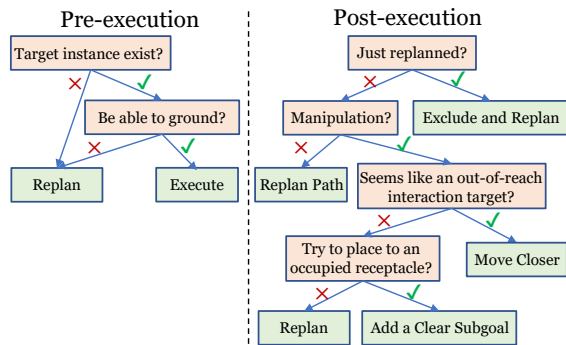 Pre-execution
Target instance exist?
Be able to ground?
Replan
Execute
Post-execution
Just replanned?
Manipulation?
Exclude and Replan
Replan Path
Seems like an out-of-reach
interaction target?
Try to place to an
occupied receptacle?
Move Closer
Replan
Add a Clear Subgoal